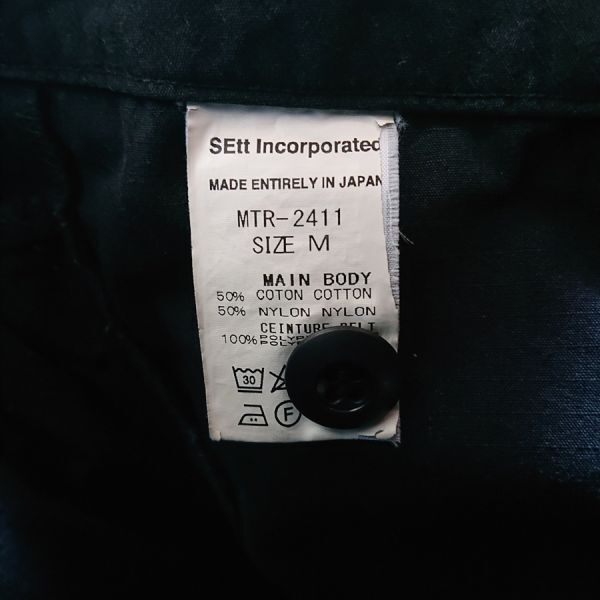 SEtt Incorporated
MADE ENTIRELY IN JAPAN
MTR-2411
SIZE M
MAIN BODY
50% COTON COTTON
50% NYLON NYLON
CEINTURE BELT
100%
30
F